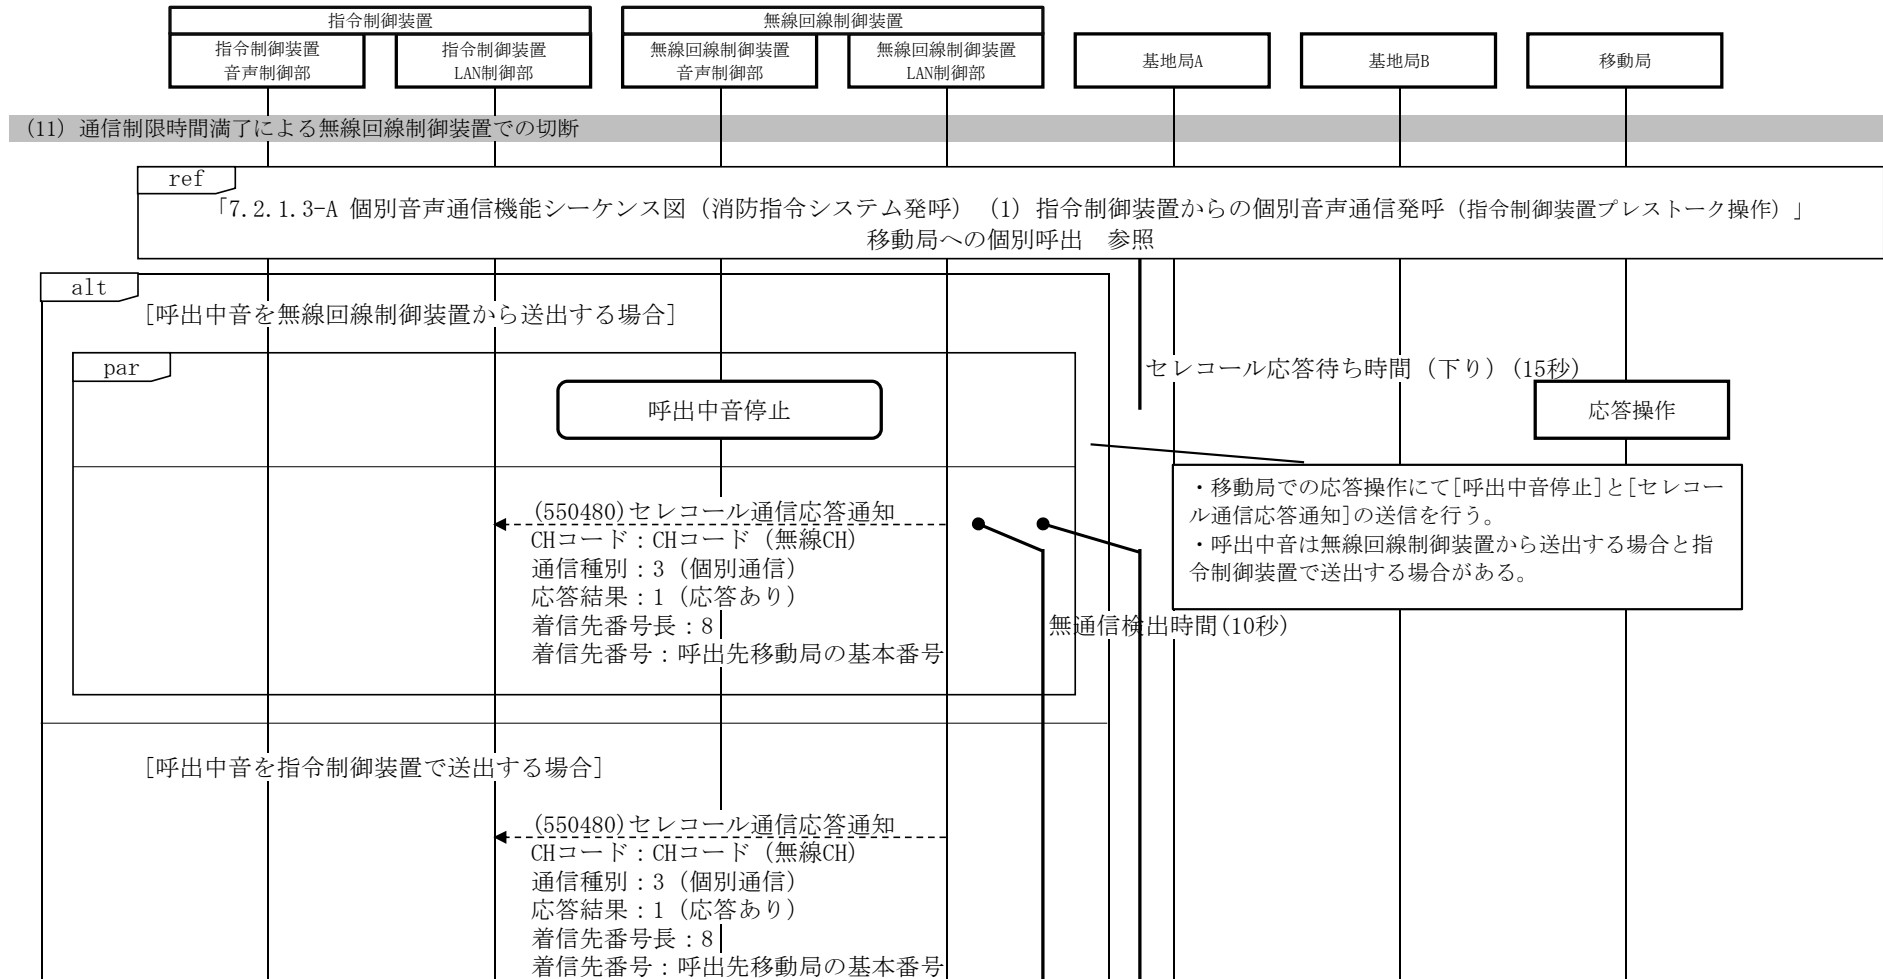 指令制御装置
無線回線制御装置
指令制御装置
音声制御部
指令制御装置
LAN制御部
無線回線制御装置
音声制御部
無線回線制御装置
LAN制御部
基地局A
基地局B
移動局
(11) 通信制限時間満了による無線回線制御装置での切断
ref
「7.2.1.3-A 個別音声通信機能シーケンス図（消防指令システム発呼）（1）指令制御装置からの個別音声通信発呼（指令制御装置プレストーク操作）」
移動局への個別呼出　参照
alt
[呼出中音を無線回線制御装置から送出する場合]
par
セレコール応答待ち時間（下り）(15秒)
呼出中音停止
応答操作
・移動局での応答操作にて[呼出中音停止]と[セレコー
ル通信応答通知]の送信を行う。
・呼出中音は無線回線制御装置から送出する場合と指
令制御装置で送出する場合がある。
(550480)セレコール通信応答通知
CHコード：CHコード（無線CH）
通信種別：3（個別通信）
応答結果：1（応答あり）
着信先番号長：8
着信先番号：呼出先移動局の基本番号
無通信検出時間(10秒)
[呼出中音を指令制御装置で送出する場合]
(550480)セレコール通信応答通知
CHコード：CHコード（無線CH）
通信種別：3（個別通信）
応答結果：1（応答あり）
着信先番号長：8
着信先番号：呼出先移動局の基本番号